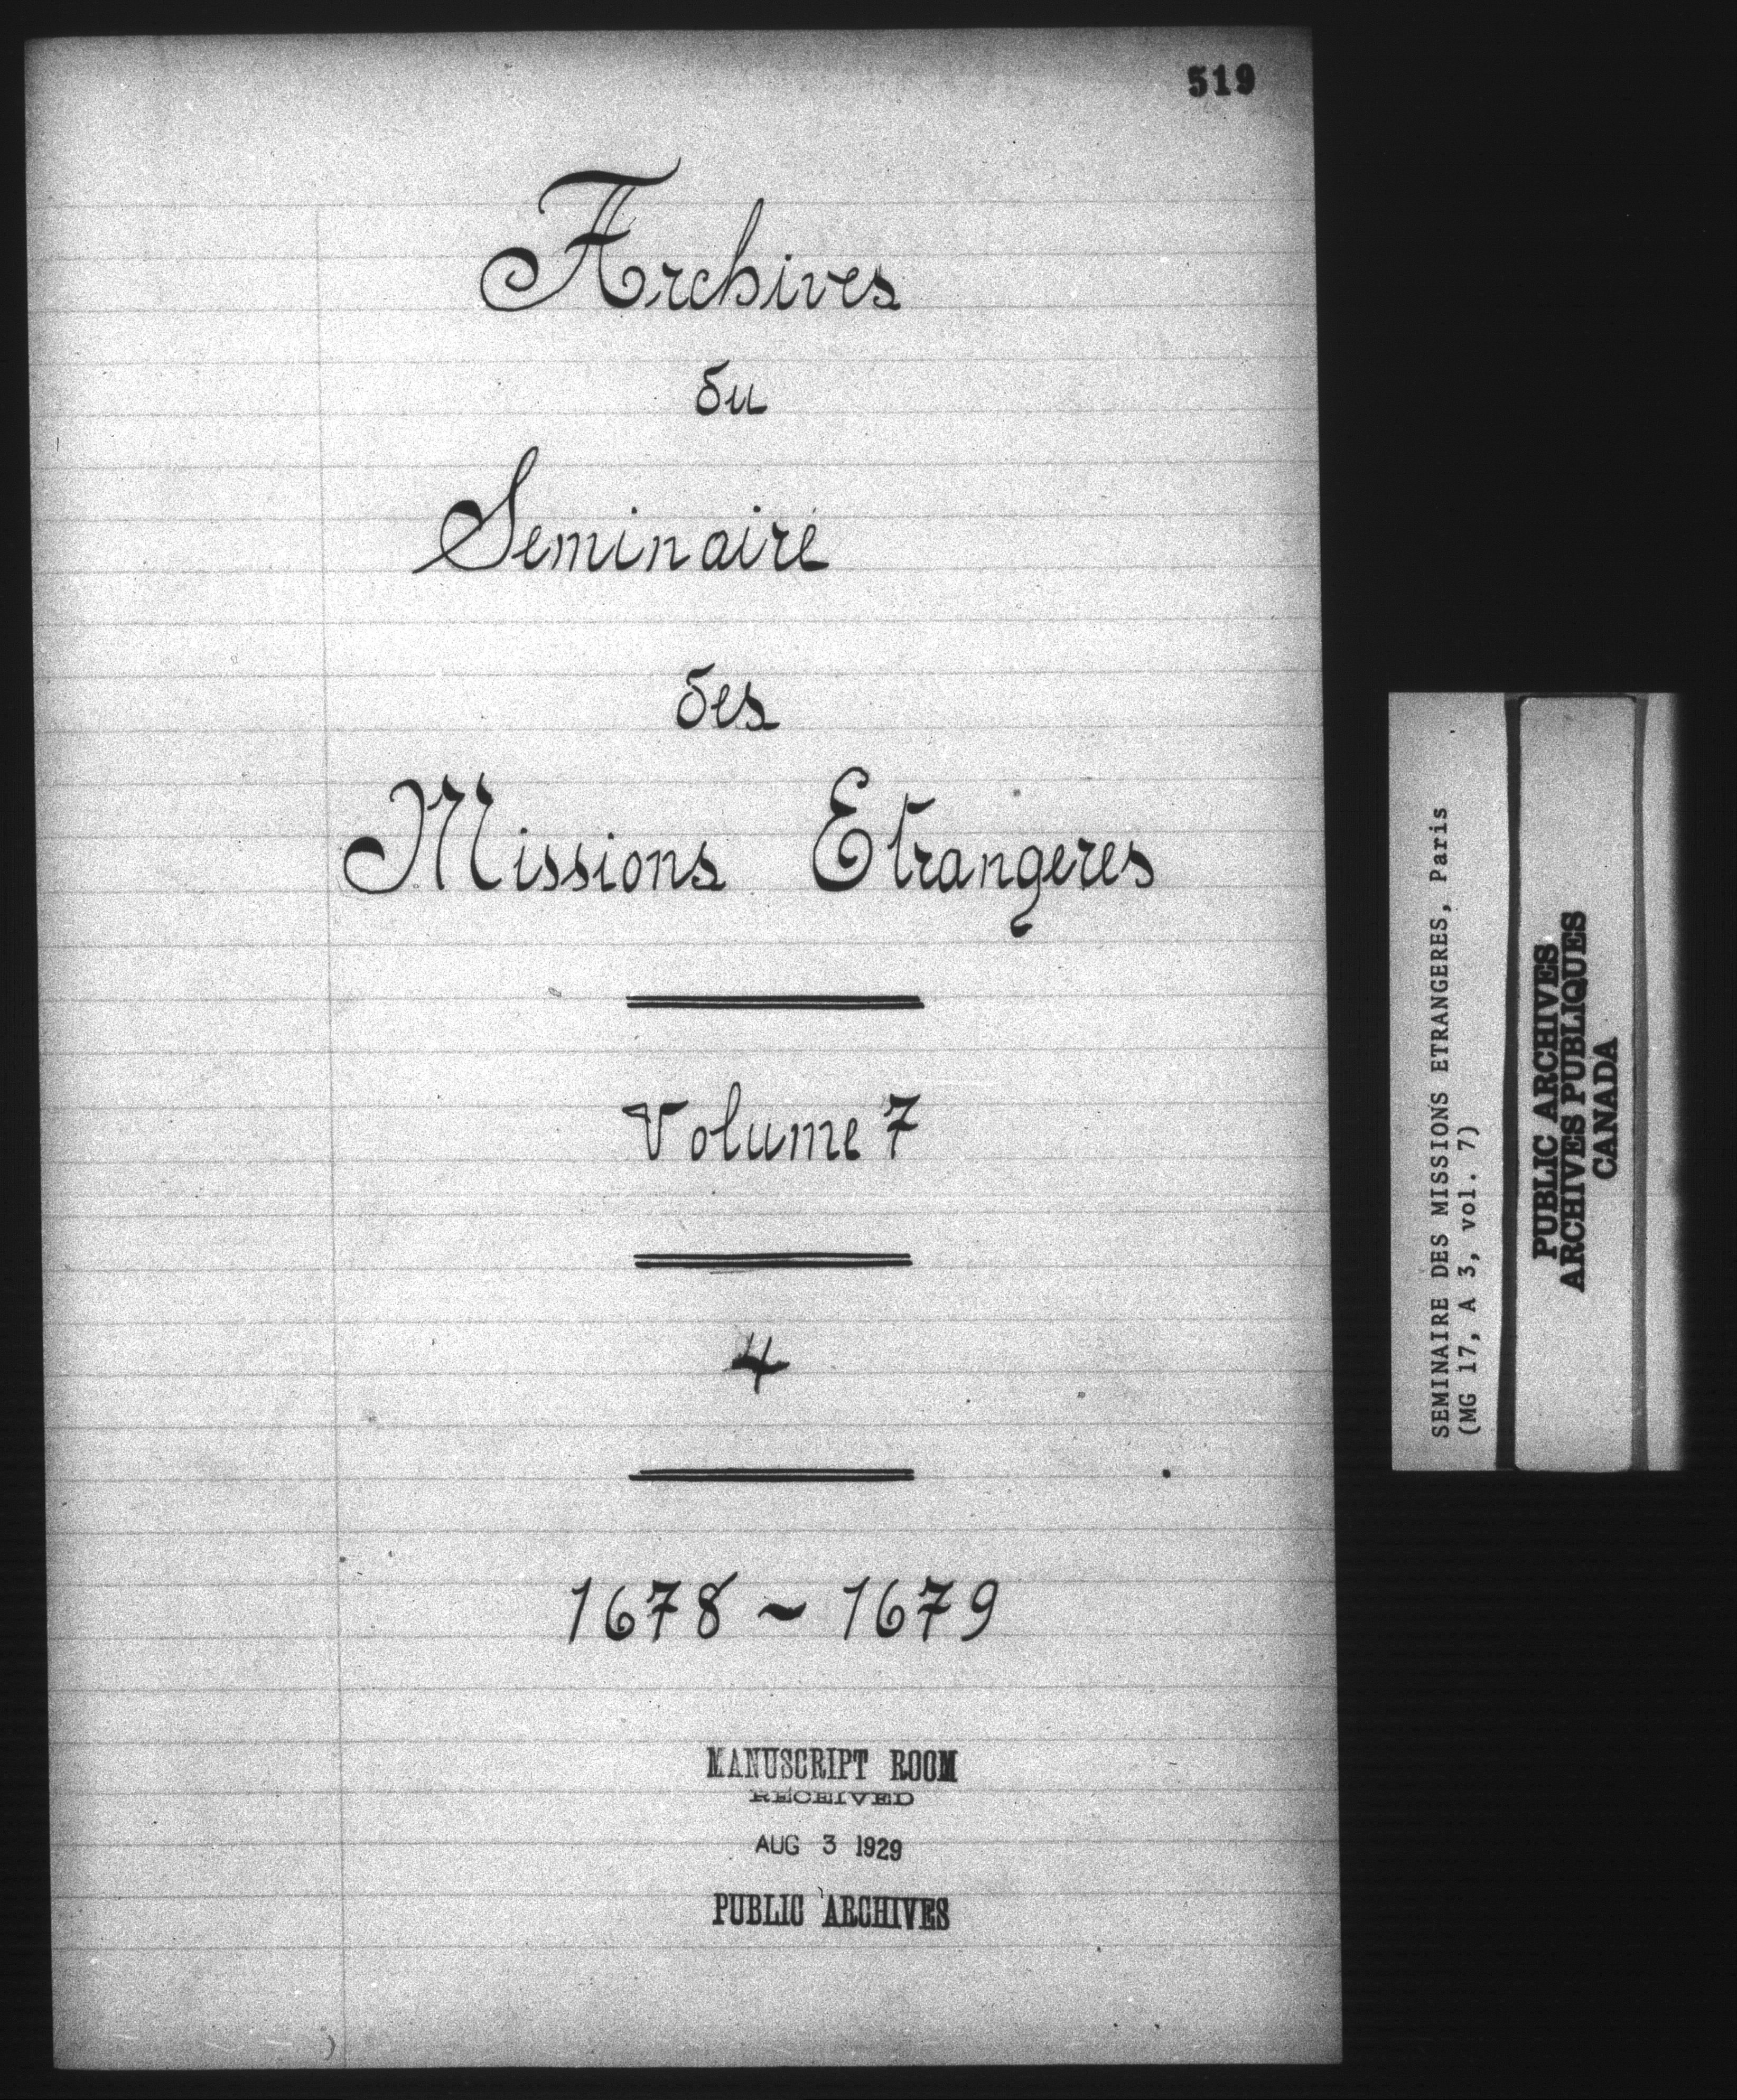 519
Archives
du
Seminaire
des
Missions Etrangeres
Volume 7
4
1678 ~ 1679
MANUSCRIPT ROOM
RECEIVED
AUG 3 1929
PUBLIC ARCHIVES
SEMINAIRE DES MISSIONS ETRANGERES, Paris
(MG 17, A 3, vol. 7)
PUBLIC ARCHIVES
ARCHIVES PUBLIQUES
CANADA